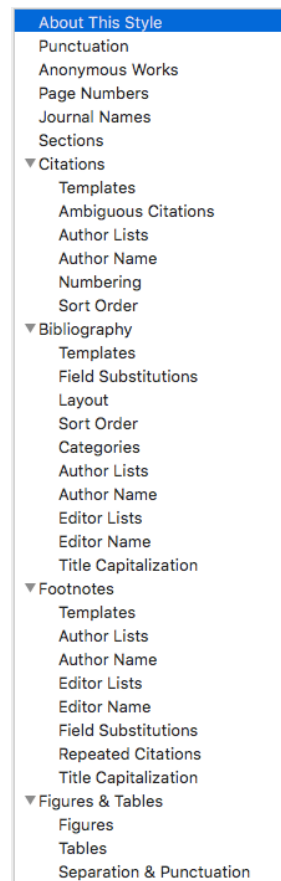 About This Style
Punctuation
Anonymous Works
Page Numbers
Journal Names
Sections
Citations
Templates
Ambiguous Citations
Author Lists
Author Name
Numbering
Sort Order
Bibliography
Templates
Field Substitutions
Layout
Sort Order
Categories
Author Lists
Author Name
Editor Lists
Editor Name
Title Capitalization
Footnotes
Templates
Author Lists
Author Name
Editor Lists
Editor Name
Field Substitutions
Repeated Citations
Title Capitalization
Figures & Tables
Figures
Tables
Separation & Punctuation